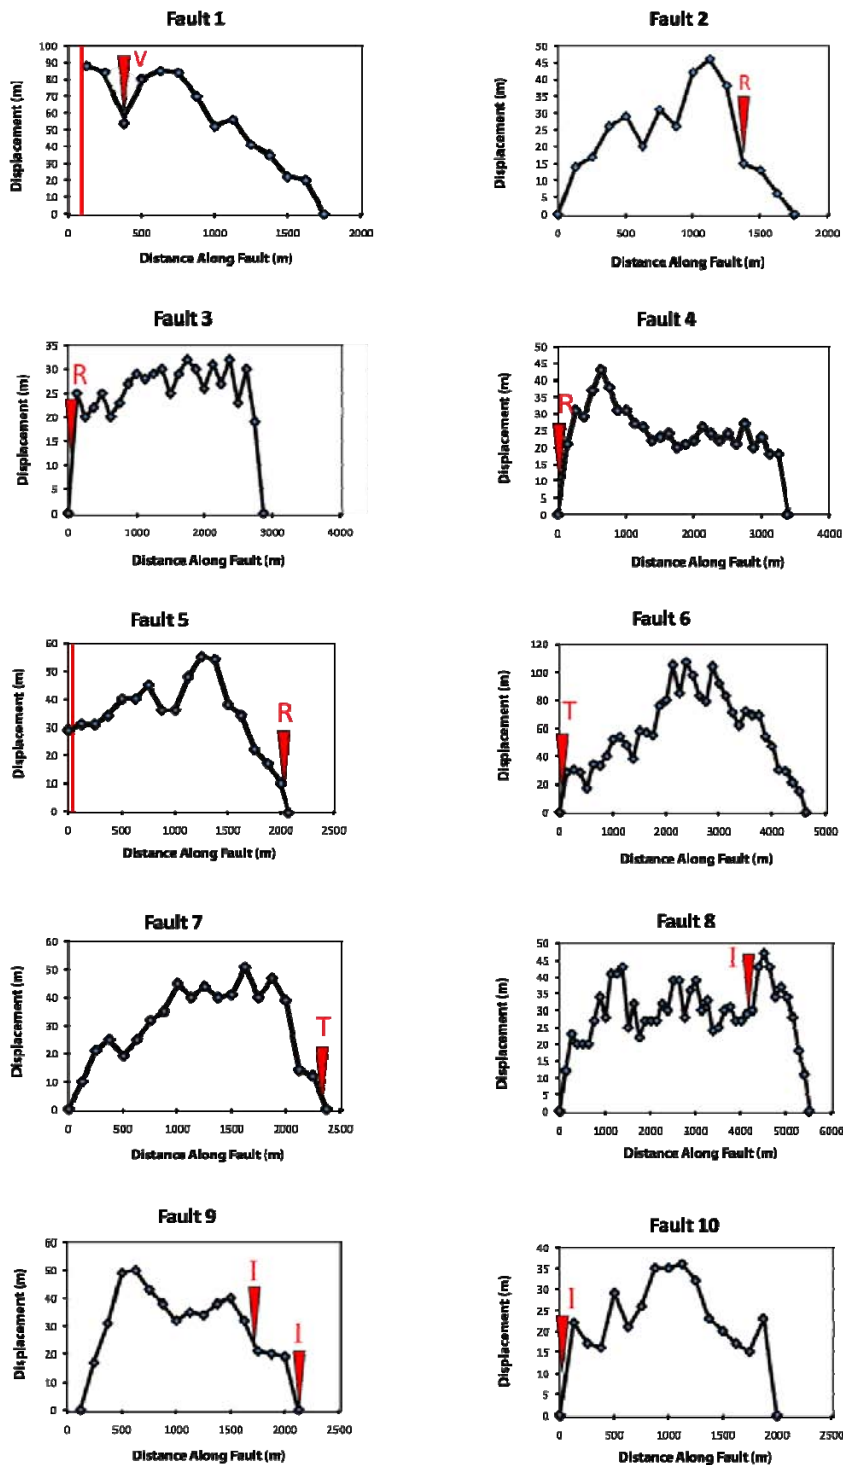 Fault 1
100
90
80
70
60
50
40
30
20
10
0
V
0 500 1000 1500 2000
Displacement (m)
Distance Along Fault (m)
Fault 2
50
45
40
35
30
25
20
15
10
5
0
R
0 500 1000 1500 2000
Displacement (m)
Distance Along Fault (m)
Fault 3
35
30
25
20
15
10
5
0
R
0 1000 2000 3000 4000
Displacement (m)
Distance Along Fault (m)
Fault 4
50
45
40
35
30
25
20
15
10
5
0
R
0 1000 2000 3000 4000
Displacement (m)
Distance Along Fault (m)
Fault 5
60
50
40
30
20
10
0
R
0 500 1000 1500 2000 2500
Displacement (m)
Distance Along Fault (m)
Fault 6
120
100
80
60
40
20
0
T
0 1000 2000 3000 4000 5000
Displacement (m)
Distance Along Fault (m)
Fault 7
60
50
40
30
20
10
0
T
0 500 1000 1500 2000 2500
Displacement (m)
Distance Along Fault (m)
Fault 8
50
45
40
35
30
25
20
15
10
5
0
I
0 1000 2000 3000 4000 5000 6000
Displacement (m)
Distance Along Fault (m)
Fault 9
60
50
40
30
20
10
0
I
I
0 500 1000 1500 2000 2500
Displacement (m)
Distance Along Fault (m)
Fault 10
40
35
30
25
20
15
10
5
0
I
0 500 1000 1500 2000 2500
Displacement (m)
Distance Along Fault (m)